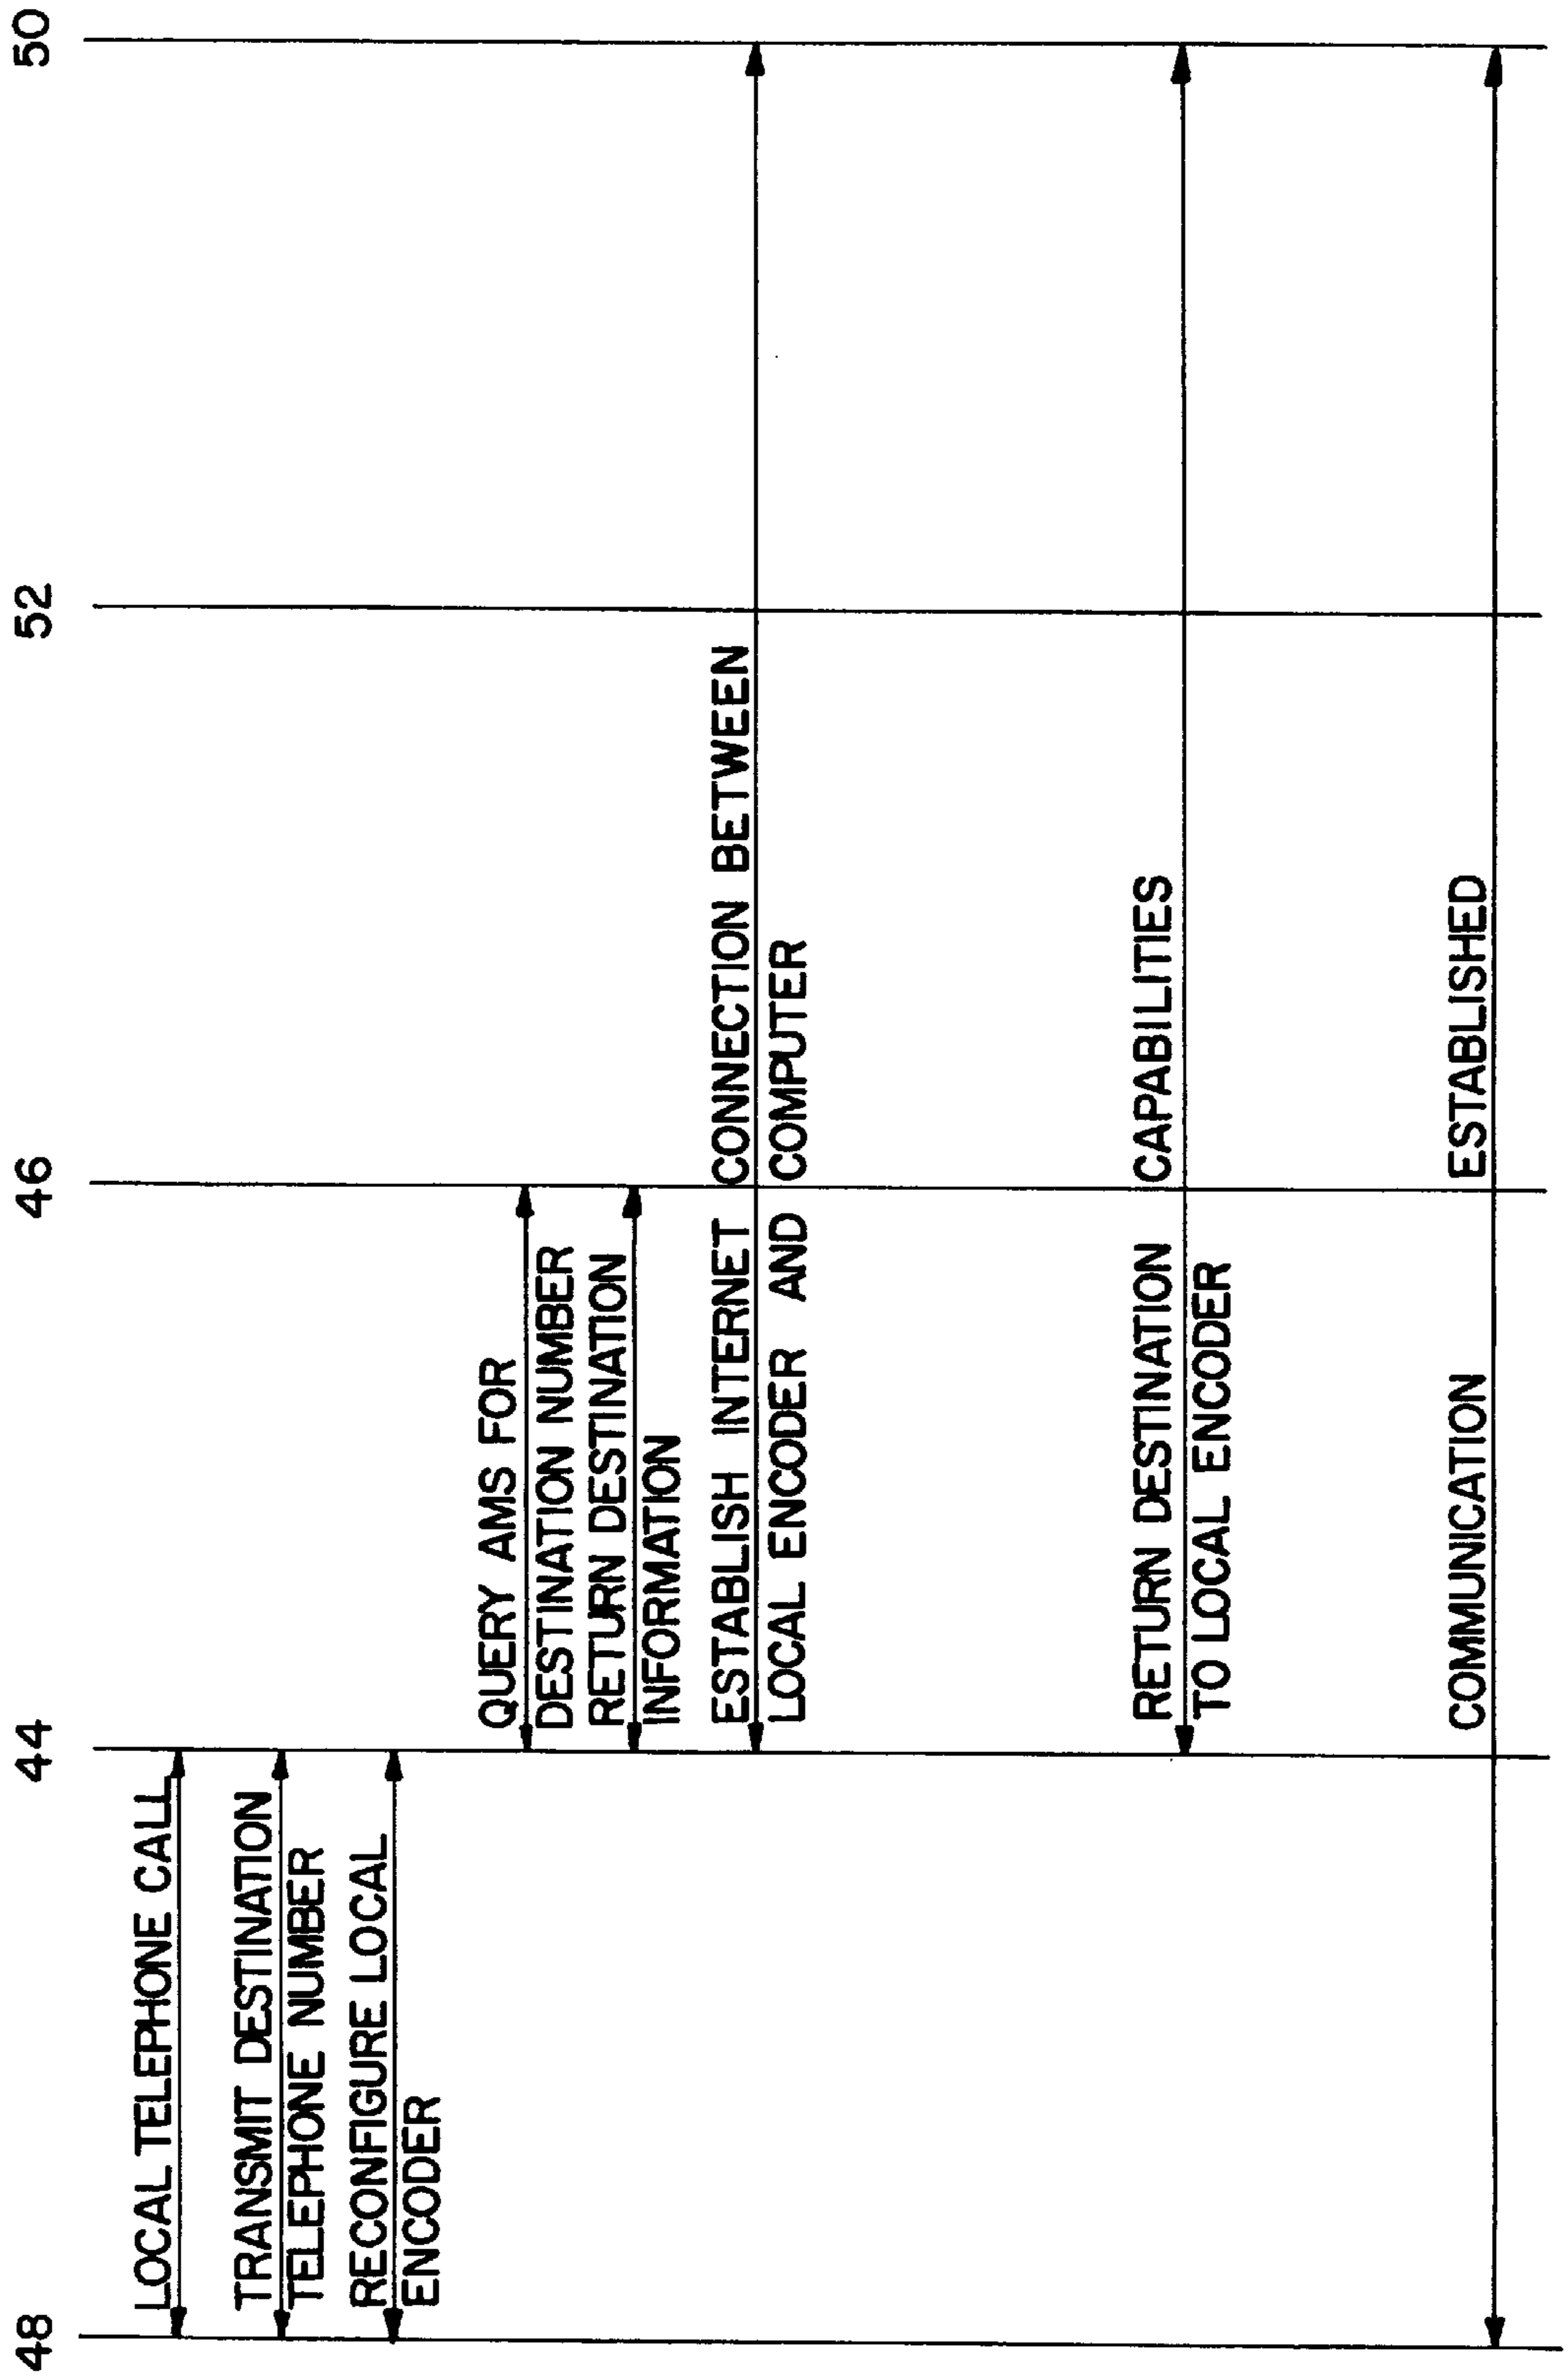 48 44 46 52 50
LOCAL TELEPHONE CALL
TRANSMIT DESTINATION
TELEPHONE NUMBER
RECONFIGURE LOCAL
ENCODER
QUERY AMS FOR
DESTINATION NUMBER
RETURN DESTINATION
INFORMATION
ESTABLISH INTERNET CONNECTION BETWEEN
LOCAL ENCODER AND COMPUTER
RETURN DESTINATION CAPABILITIES
TO LOCAL ENCODER
COMMUNICATION ESTABLISHED